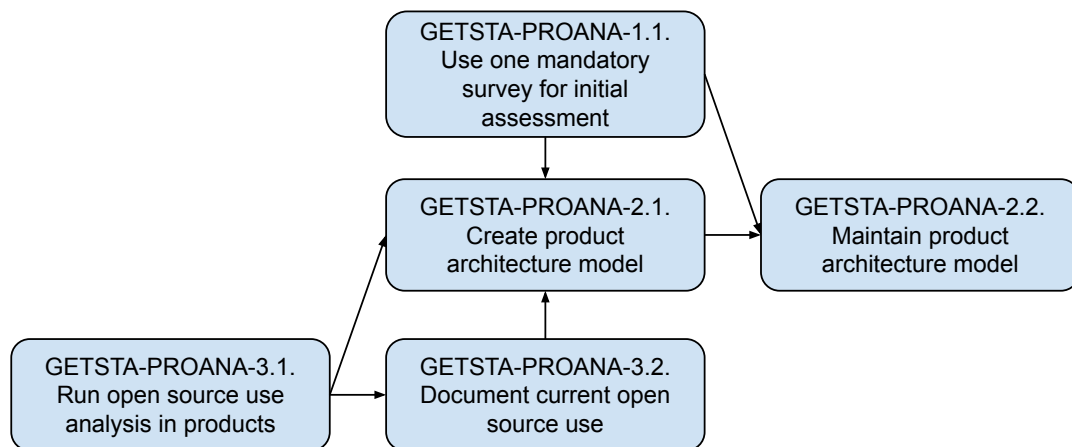 GETSTA-PROANA-1.1.
Use one mandatory
survey for initial
assessment
GETSTA-PROANA-2.1.
Create product
architecture model
GETSTA-PROANA-2.2.
Maintain product
architecture model
GETSTA-PROANA-3.1.
Run open source use
analysis in products
GETSTA-PROANA-3.2.
Document current open
source use